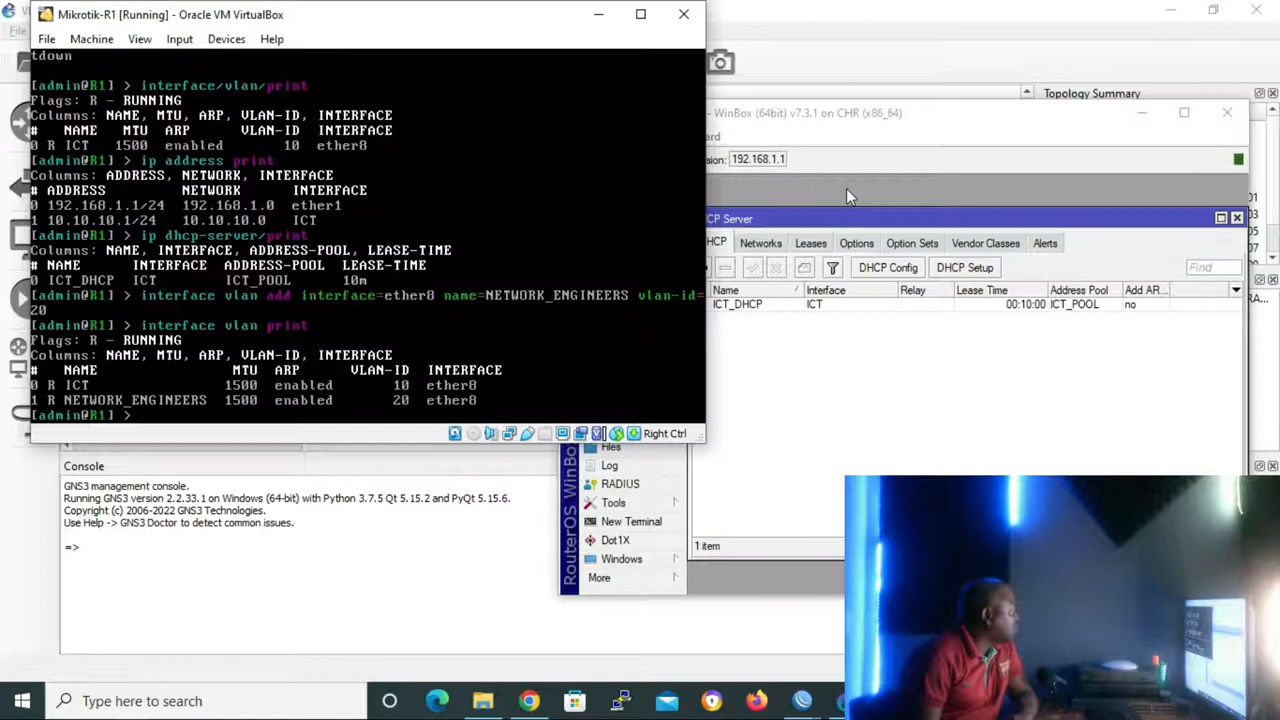 Mikrotik-R1 [Running] - Oracle VM VirtualBox
File Machine View Input Devices Help
tdown
[admin@R1] > interface/vlan/print
Flags: R - RUNNING
Columns: NAME, MTU, ARP, VLAN-ID, INTERFACE
# NAME MTU ARP VLAN-ID INTERFACE
0 R ICT 1500 enabled 10 ether8
[admin@R1] > ip address print
Columns: ADDRESS, NETWORK, INTERFACE
# ADDRESS NETWORK INTERFACE
0 192.168.1.1/24 192.168.1.0 ether1
1 10.10.10.1/24 10.10.10.0 ICT
[admin@R1] > ip dhcp-server/print
Columns: NAME, INTERFACE, ADDRESS-POOL, LEASE-TIME
# NAME INTERFACE ADDRESS-POOL LEASE-TIME
0 ICT_DHCP ICT ICT_POOL 10m
[admin@R1] > interface vlan add interface=ether8 name=NETWORK_ENGINEERS vlan-id=
20
[admin@R1] > interface vlan print
Flags: R - RUNNING
Columns: NAME, MTU, ARP, VLAN-ID, INTERFACE
# NAME MTU ARP VLAN-ID INTERFACE
0 R ICT 1500 enabled 10 ether8
1 R NETWORK_ENGINEERS 1500 enabled 20 ether8
[admin@R1] >
Right Ctrl
Topology Summary
- WinBox (64bit) v7.3.1 on CHR (x86_64)
ard
sion: 192.168.1.1
CP Server
HCP Networks Leases Options Option Sets Vendor Classes Alerts
DHCP Config DHCP Setup Find
Name Interface Relay Lease Time Address Pool Add AR...
ICT_DHCP ICT 00:10:00 ICT_POOL no
1 item
Files
Log
RADIUS
Tools
New Terminal
Dot1X
Windows
More
RouterOS WinBox
Console
GNS3 management console.
Running GNS3 version 2.2.33.1 on Windows (64-bit) with Python 3.7.5 Qt 5.15.2 and PyQt 5.15.6.
Copyright (c) 2006-2022 GNS3 Technologies.
Use Help -> GNS3 Doctor to detect common issues.
=>
Type here to search